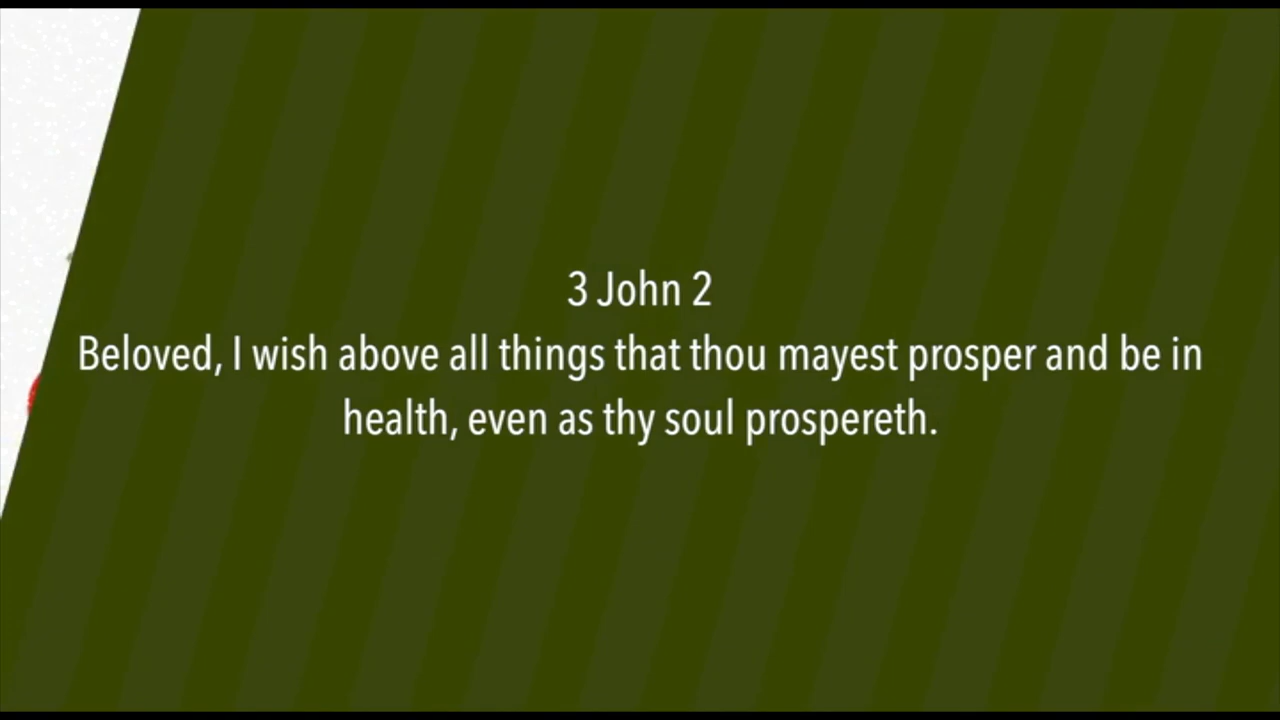 3 John 2
Beloved, I wish above all things that thou mayest prosper and be in
health, even as thy soul prospereth.